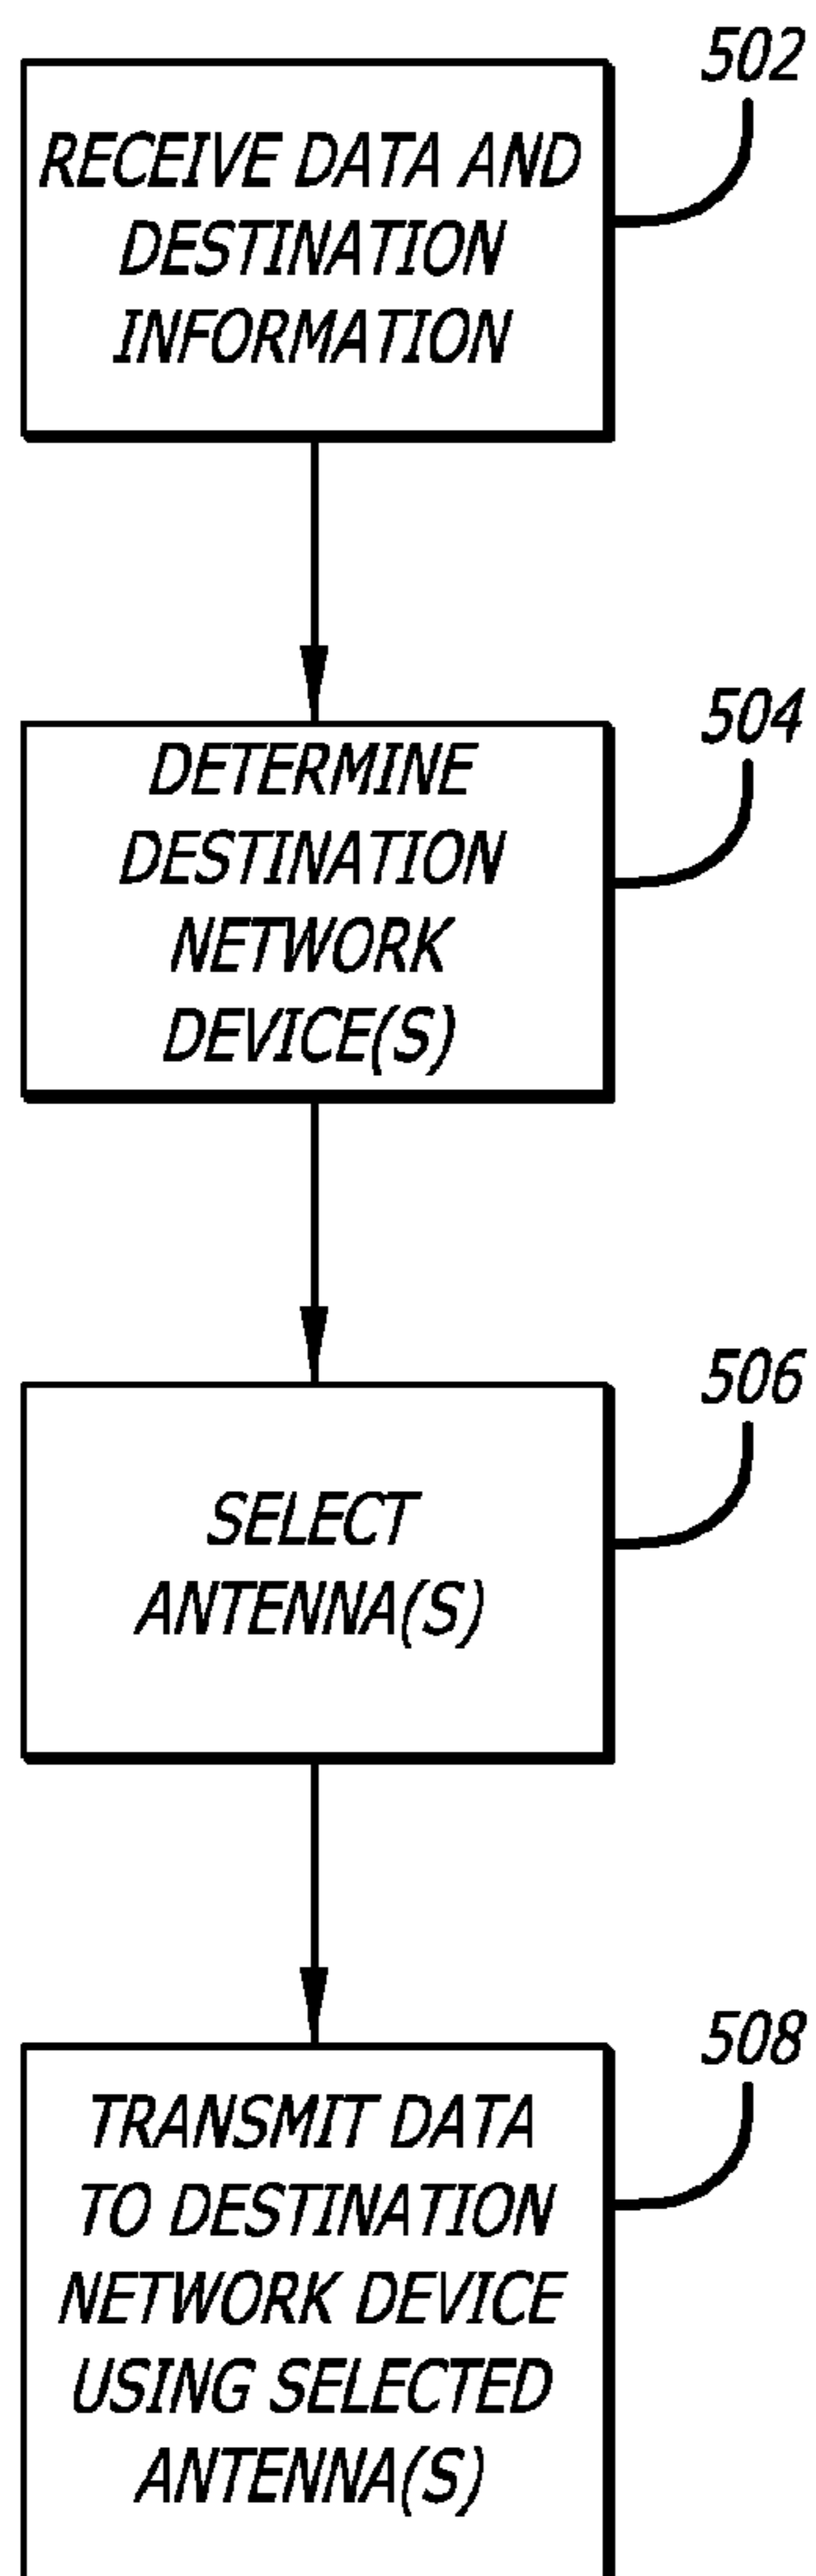 502
RECEIVE DATA AND
DESTINATION
INFORMATION
504
DETERMINE
DESTINATION
NETWORK
DEVICE(S)
506
SELECT
ANTENNA(S)
508
TRANSMIT DATA
TO DESTINATION
NETWORK DEVICE
USING SELECTED
ANTENNA(S)